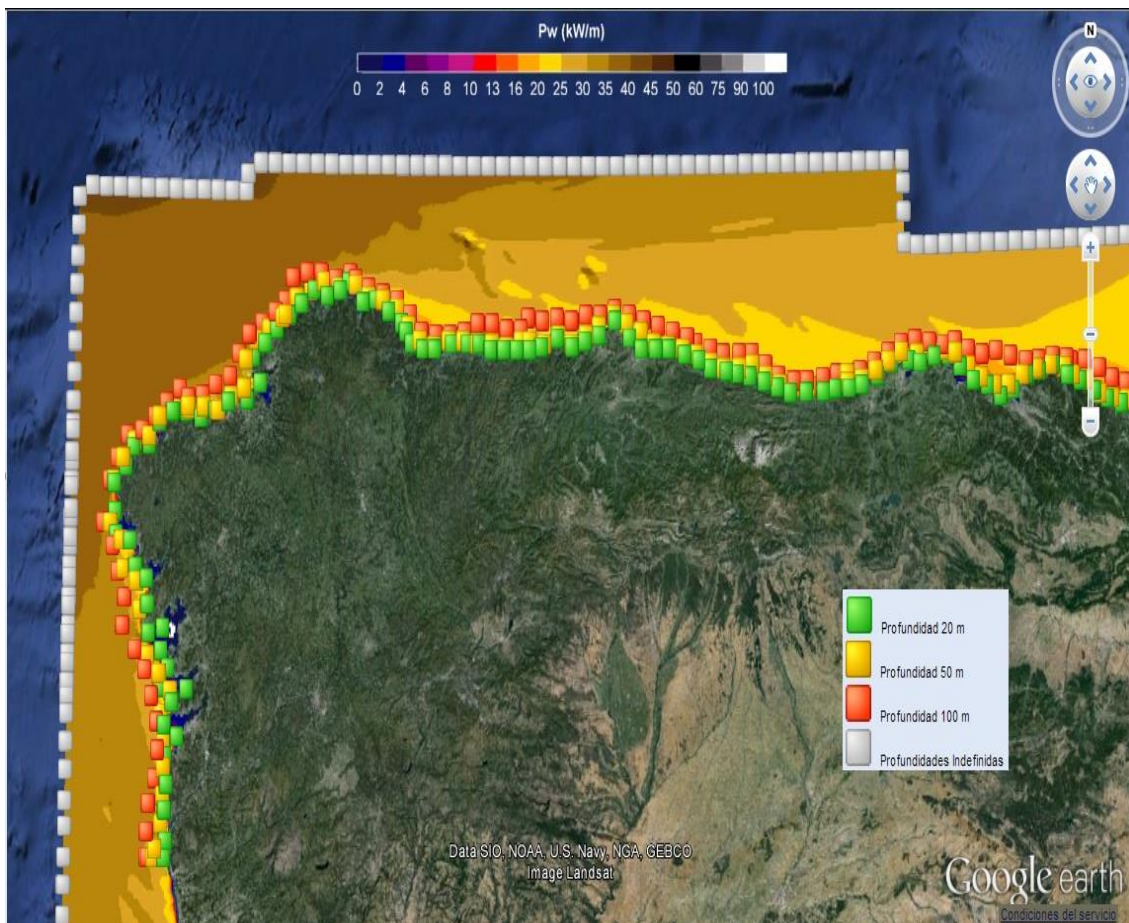 Pw (kW/m)
0 2 4 6 8 10 13 16 20 25 30 35 40 45 50 60 75 90 100
N
Profundidad 20 m
Profundidad 50 m
Profundidad 100 m
Profundidades Indefinidas
Data SIO, NOAA, U.S. Navy, NGA, GEBCO
Image Landsat
Google earth
Condiciones del servicio